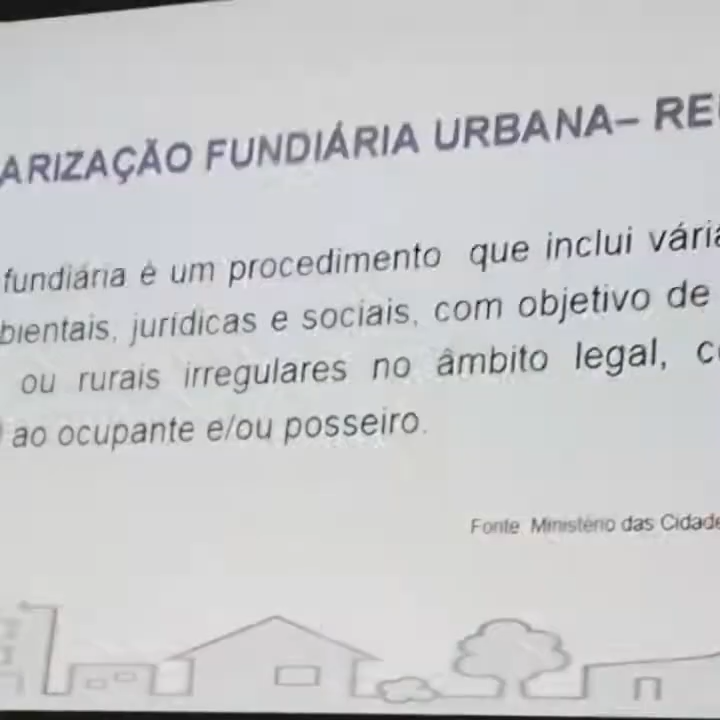 ARIZAÇÃO FUNDIÁRIA URBANA– RE
fundiária é um procedimento que inclui vária
bientais, jurídicas e sociais, com objetivo de
ou rurais irregulares no âmbito legal, c
ao ocupante e/ou posseiro.
Fonte Ministério das Cidade